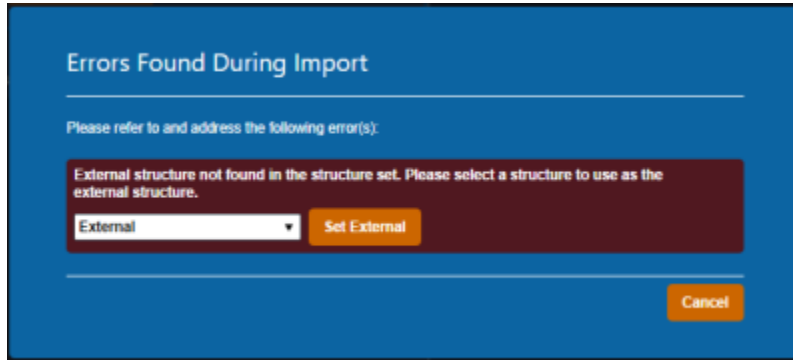 Errors Found During Import
Please refer to and address the following error(s):
External structure not found in the structure set. Please select a structure to use as the
external structure.
External
Set External
Cancel